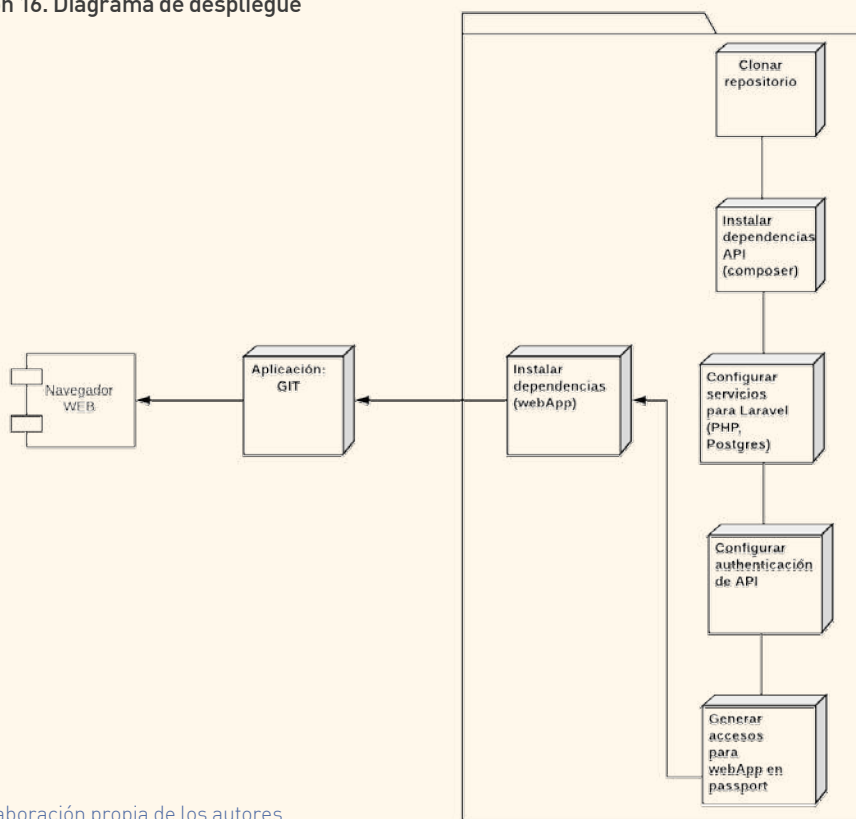 n 16. Diagrama de despliegue
Clonar
repositorio
Instalar
dependencias
API
(composer)
Navegador
WEB
Aplicación:
GIT
Instalar
dependencias
(webApp)
Configurar
servicios
para Laravel
(PHP,
Postgres)
Configurar
authenticación
de API
Generar
accesos
para
webApp en
passport
aboración propia de los autores